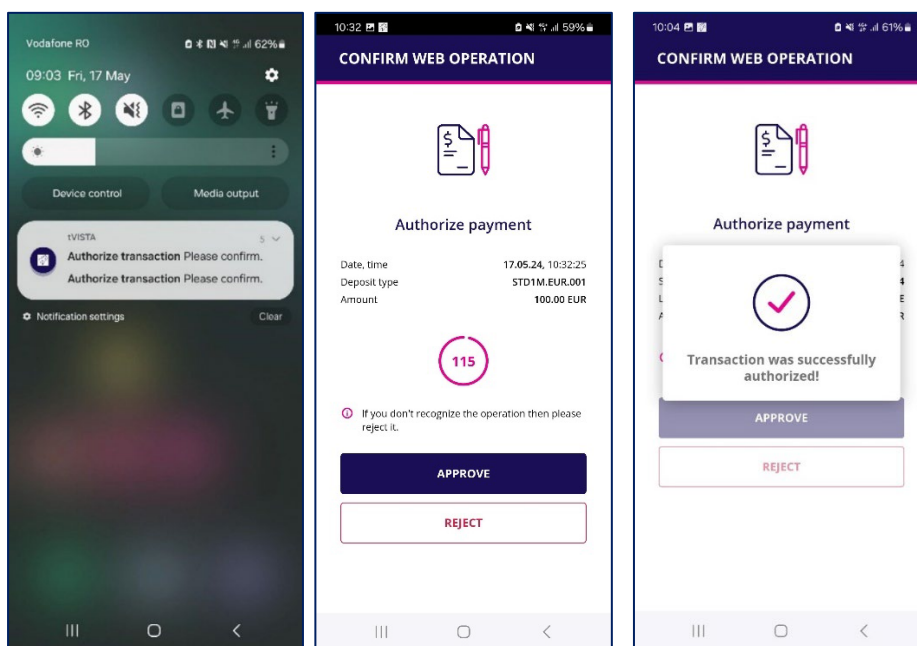 Vodafone RO
62%
09:03 Fri, 17 May
Device control
Media output
tVISTA
5
Authorize transaction Please confirm.
Authorize transaction Please confirm.
Notification settings
Clear
10:32
59%
CONFIRM WEB OPERATION
Authorize payment
Date, time 17.05.24, 10:32:25
Deposit type STD1M.EUR.001
Amount 100.00 EUR
115
If you don't recognize the operation then please
reject it.
APPROVE
REJECT
10:04
61%
CONFIRM WEB OPERATION
Authorize payment
Transaction was successfully
authorized!
APPROVE
REJECT